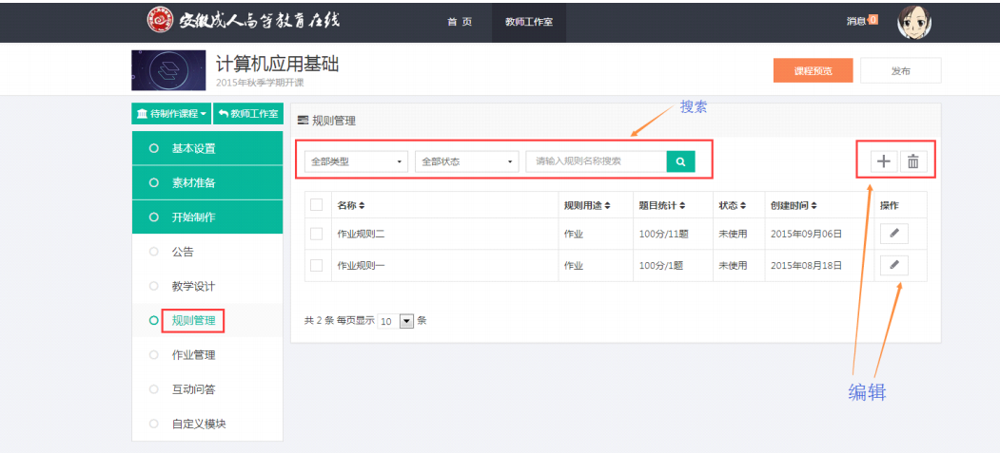 安徽成人高等教育在线
首 页
教师工作室
消息 0
计算机应用基础
2015年秋季学期开课
课程预览
发布
待制作课程
教师工作室
基本设置
素材准备
开始制作
公告
教学设计
规则管理
作业管理
互动问答
自定义模块
规则管理
搜索
全部类型
全部状态
请输入规则名称搜索
名称 规则用途 题目统计 状态 创建时间 操作
作业规则二 作业 100分/11题 未使用 2015年09月06日
作业规则一 作业 100分/1题 未使用 2015年08月18日
共 2 条 每页显示 10 条
编辑